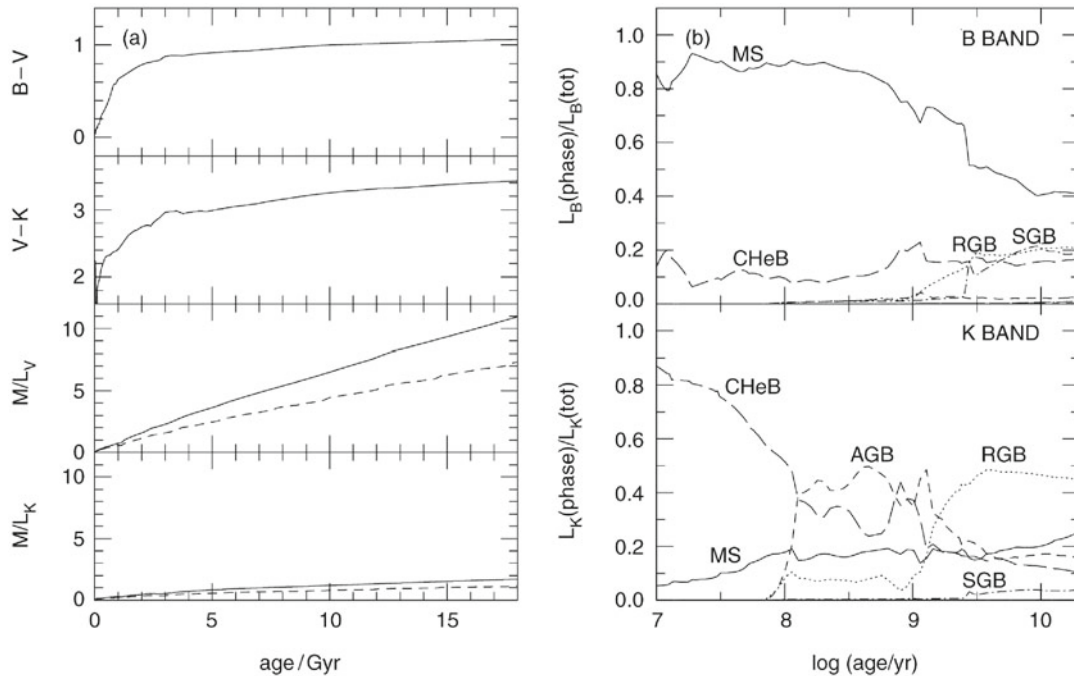 (a)
B – V
1
0
V – K
3
2
M/L_V
10
5
0
M/L_K
10
5
0
0 5 10 15
age/Gyr
(b)
B BAND
L_B(phase)/L_B(tot)
1.0
0.8
0.6
0.4
0.2
0.0
MS
CHeB
RGB
SGB
K BAND
L_K(phase)/L_K(tot)
1.0
0.8
0.6
0.4
0.2
0.0
CHeB
AGB
RGB
MS
SGB
7 8 9 10
log (age/yr)